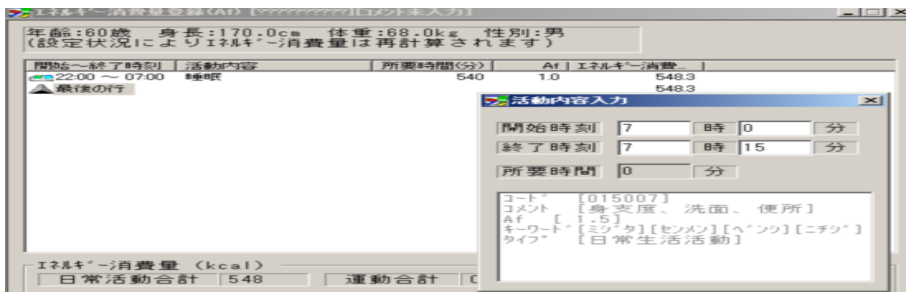 エネルギー消費量登録(Af) [??????????][コメント未入力]
年齢:60歳 身長:170.0cm 体重:68.0kg 性別:男
(設定状況によりエネルギー消費量は再計算されます)
開始～終了時刻 活動内容 所要時間(分) Af エネルギー消費...
22:00 ～ 07:00 睡眠 540 1.0 548.3
最後の行 548.3
活動内容入力
開始時刻 7 時 0 分
終了時刻 7 時 15 分
所要時間 0 分
コード [015007]
コメント [身支度、洗面、便所]
Af [ 1.5]
キーワード [ミジタク][センメン][ベンジョ][ニチジ]
タイプ [日常生活活動]
エネルギー消費量 (kcal)
日常活動合計 548 運動合計